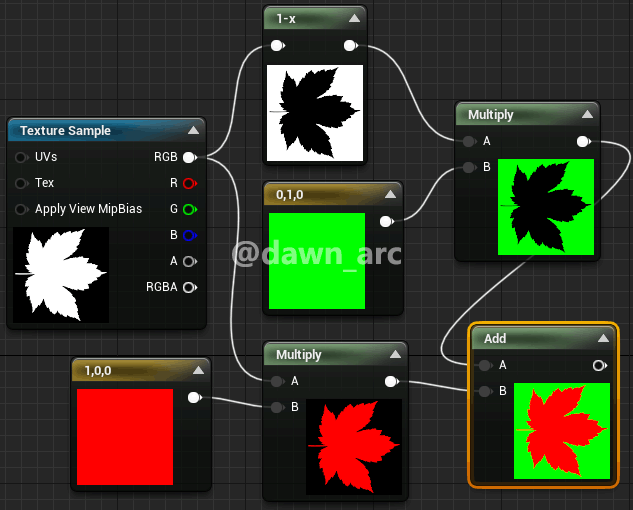 1-x
Texture Sample
UVs RGB
Tex R
Apply View MipBias G
B
A
RGBA
0,1,0
@dawn_arc
Multiply
A
B
1,0,0
Multiply
A
B
Add
A
B